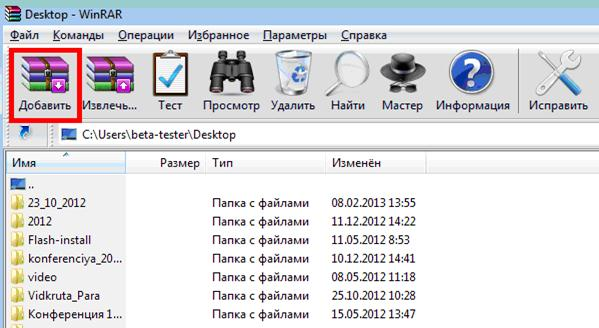 Desktop - WinRAR
Файл Команды Операции Избранное Параметры Справка
Добавить Извлечь... Тест Просмотр Удалить Найти Мастер Информация Исправить
C:\Users\beta-tester\Desktop
Имя Размер Тип Изменён
..
23_10_2012 Папка с файлами 08.02.2013 13:55
2012 Папка с файлами 11.12.2012 14:22
Flash-install Папка с файлами 11.05.2012 8:53
konferenciya_20... Папка с файлами 10.12.2012 14:41
video Папка с файлами 08.05.2012 11:18
Vidkruta_Para Папка с файлами 25.10.2012 10:28
Конференция 1... Папка с файлами 15.05.2012 13:47